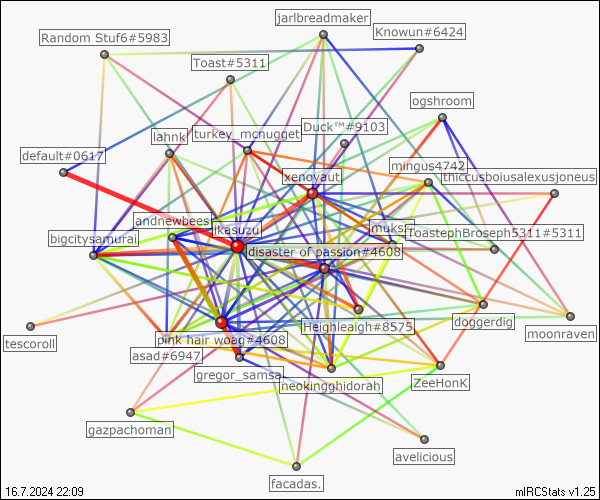 jarlbreadmaker
Knowun#6424
Random Stuf6#5983
Toast#5311
ogshroom
Duck™#9103
turkey_mcnugget
lahnk
default#0617
mingus4742
xenoyaut
thiccusboiusalexusjoneus
andnewbees
ikasuzu
muksz
ToastephBroseph5311#5311
bigcitysamurai
disaster of passion#4608
Heighleaigh#8575
doggerdig
moonraven
tescoroll
pink hair woag#4608
asad#6947
gregor_samsa
neokingghidorah
ZeeHonK
gazpachoman
avelicious
facadas.
16.7.2024 22:09
mIRCStats v1.25